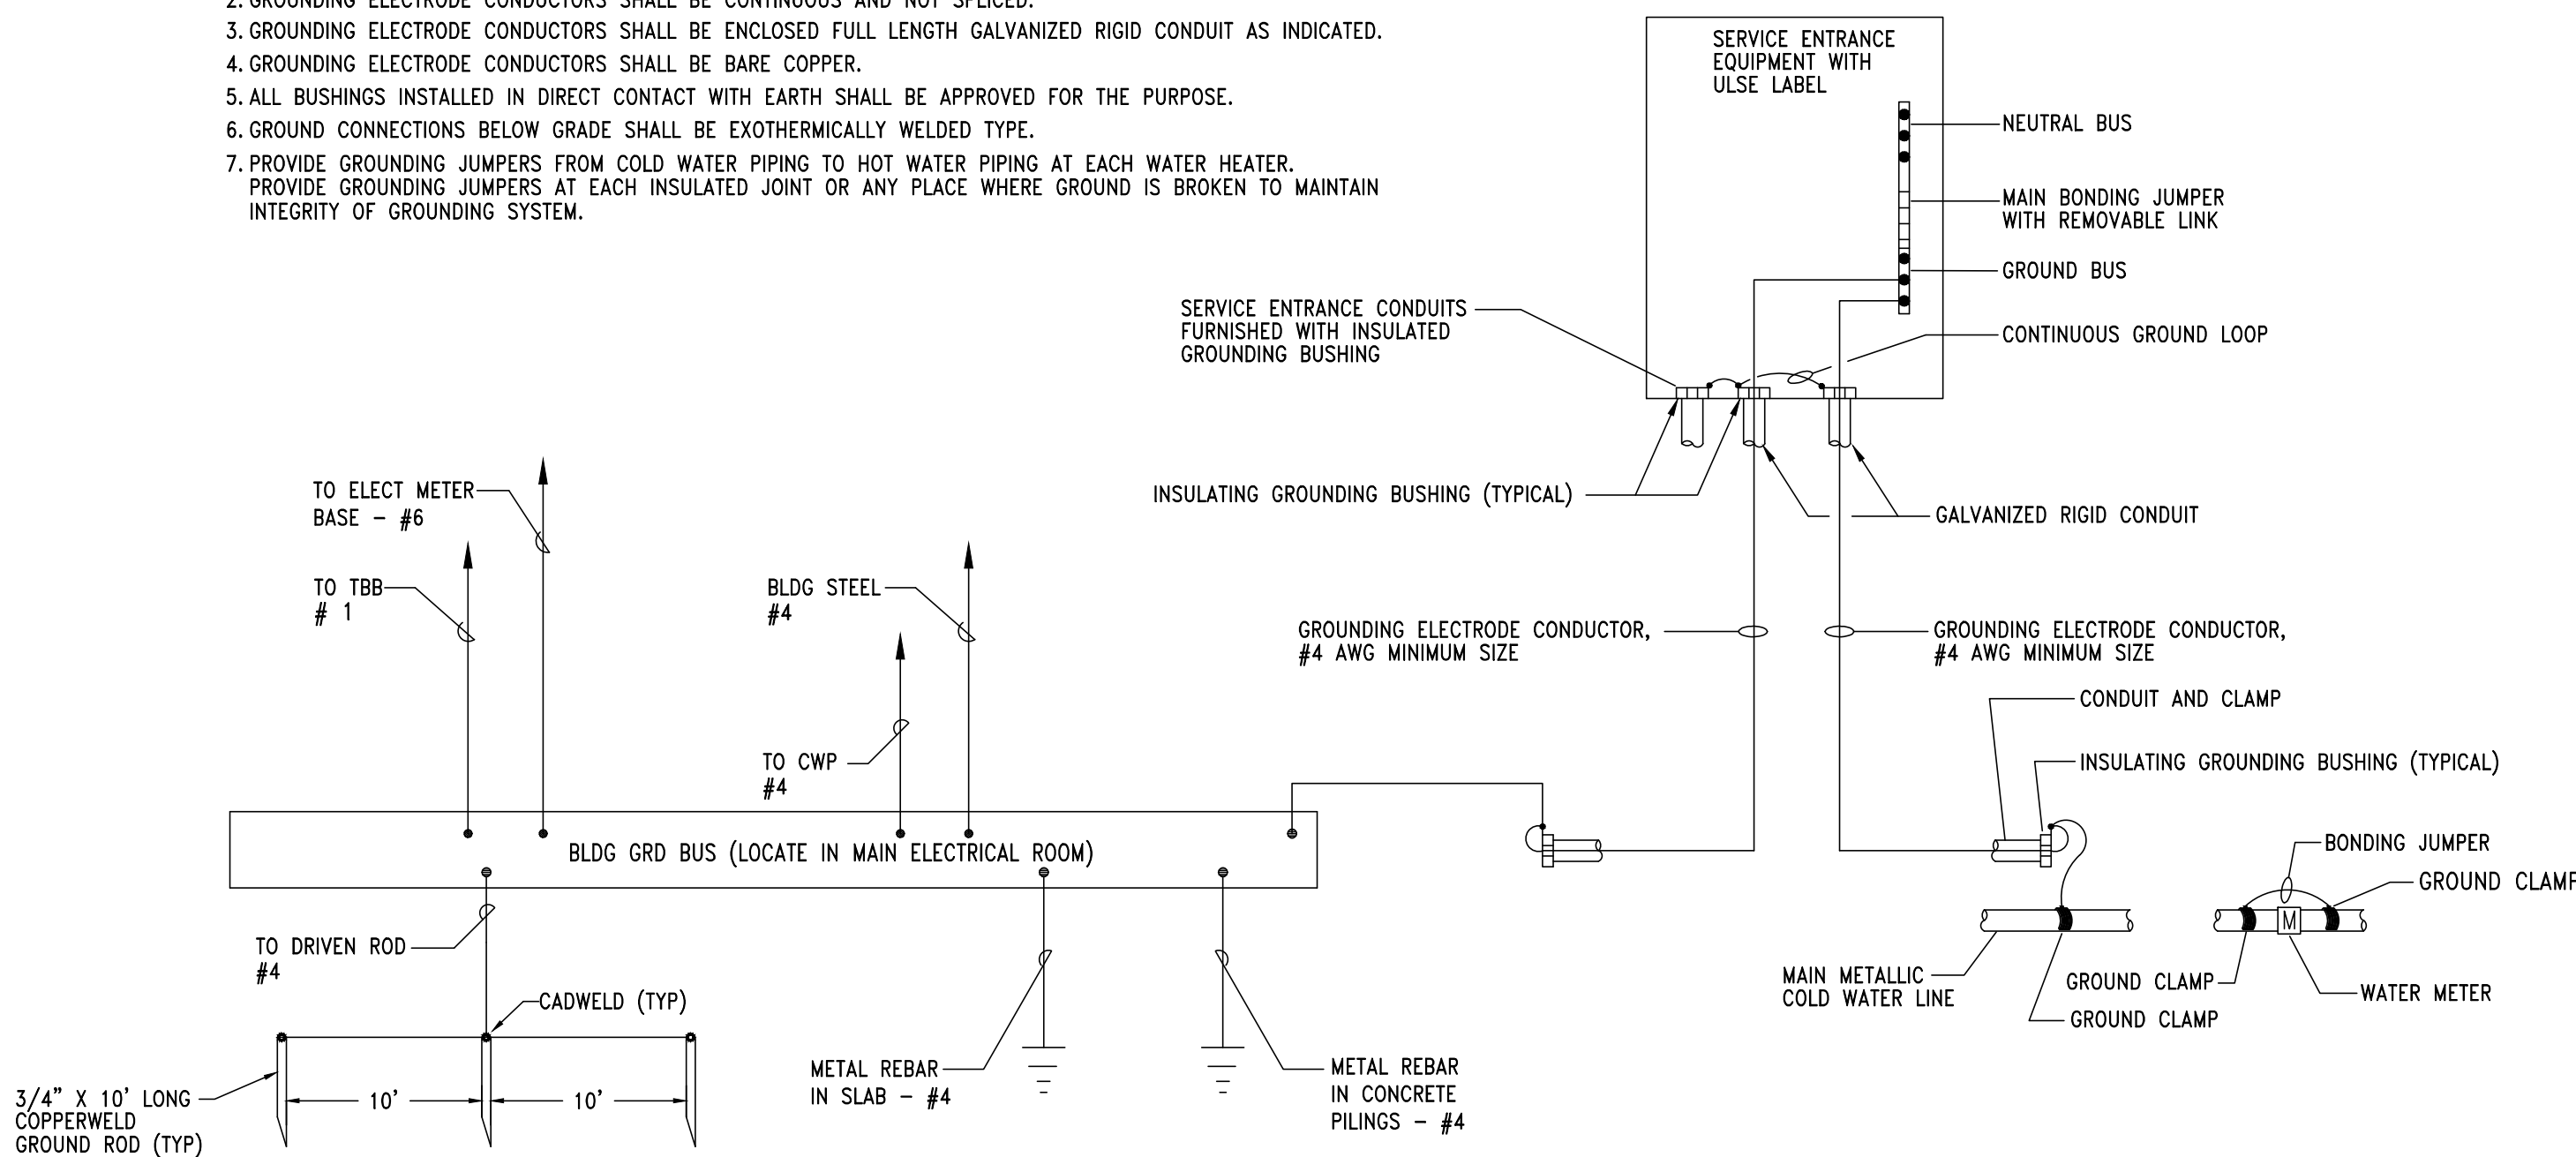 2. GROUNDING ELECTRODE CONDUCTORS SHALL BE CONTINUOUS AND NOT SPLICED.
3. GROUNDING ELECTRODE CONDUCTORS SHALL BE ENCLOSED FULL LENGTH GALVANIZED RIGID CONDUIT AS INDICATED.
4. GROUNDING ELECTRODE CONDUCTORS SHALL BE BARE COPPER.
5. ALL BUSHINGS INSTALLED IN DIRECT CONTACT WITH EARTH SHALL BE APPROVED FOR THE PURPOSE.
6. GROUND CONNECTIONS BELOW GRADE SHALL BE EXOTHERMICALLY WELDED TYPE.
7. PROVIDE GROUNDING JUMPERS FROM COLD WATER PIPING TO HOT WATER PIPING AT EACH WATER HEATER.
PROVIDE GROUNDING JUMPERS AT EACH INSULATED JOINT OR ANY PLACE WHERE GROUND IS BROKEN TO MAINTAIN
INTEGRITY OF GROUNDING SYSTEM.
SERVICE ENTRANCE
EQUIPMENT WITH
ULSE LABEL
NEUTRAL BUS
MAIN BONDING JUMPER
WITH REMOVABLE LINK
GROUND BUS
CONTINUOUS GROUND LOOP
SERVICE ENTRANCE CONDUITS
FURNISHED WITH INSULATED
GROUNDING BUSHING
INSULATING GROUNDING BUSHING (TYPICAL)
GALVANIZED RIGID CONDUIT
TO ELECT METER
BASE – #6
TO TBB
# 1
BLDG STEEL
#4
TO CWP
#4
GROUNDING ELECTRODE CONDUCTOR,
#4 AWG MINIMUM SIZE
GROUNDING ELECTRODE CONDUCTOR,
#4 AWG MINIMUM SIZE
CONDUIT AND CLAMP
INSULATING GROUNDING BUSHING (TYPICAL)
BLDG GRD BUS (LOCATE IN MAIN ELECTRICAL ROOM)
BONDING JUMPER
GROUND CLAMP
M
TO DRIVEN ROD
#4
MAIN METALLIC
COLD WATER LINE
GROUND CLAMP
WATER METER
GROUND CLAMP
CADWELD (TYP)
METAL REBAR
IN SLAB – #4
METAL REBAR
IN CONCRETE
PILINGS – #4
3/4” X 10’ LONG
COPPERWELD
GROUND ROD (TYP)
10’
10’